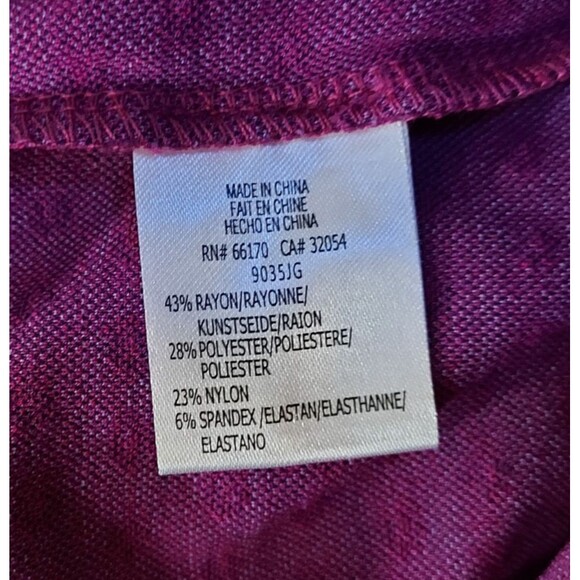 MADE IN CHINA
FAIT EN CHINE
HECHO EN CHINA
RN# 66170 CA# 32054
9035JG
43% RAYON/RAYONNE/
KUNSTSEIDE/RAION
28% POLYESTER/POLIESTERE/
POLIESTER
23% NYLON
6% SPANDEX /ELASTAN/ELASTHANNE/
ELASTANO